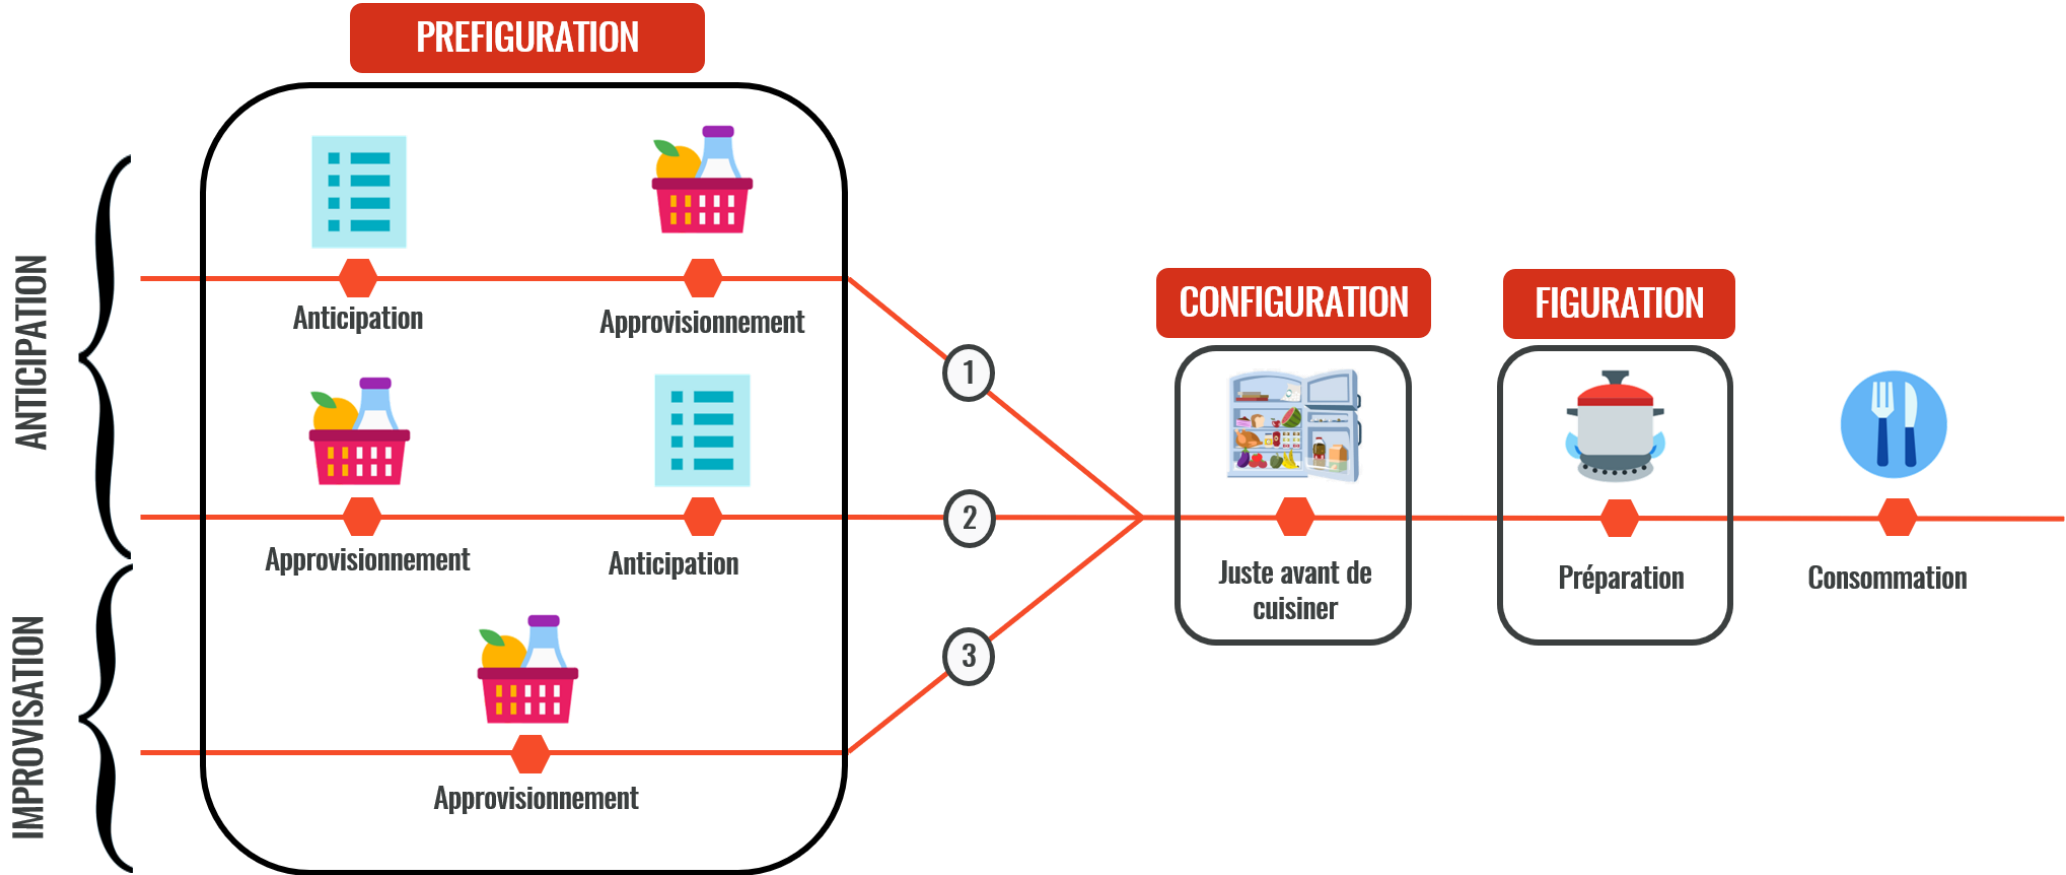 PREFIGURATION
ANTICIPATION
Anticipation
Approvisionnement
1
Approvisionnement
Anticipation
2
IMPROVISATION
Approvisionnement
3
CONFIGURATION
Juste avant de
cuisiner
FIGURATION
Préparation
Consommation